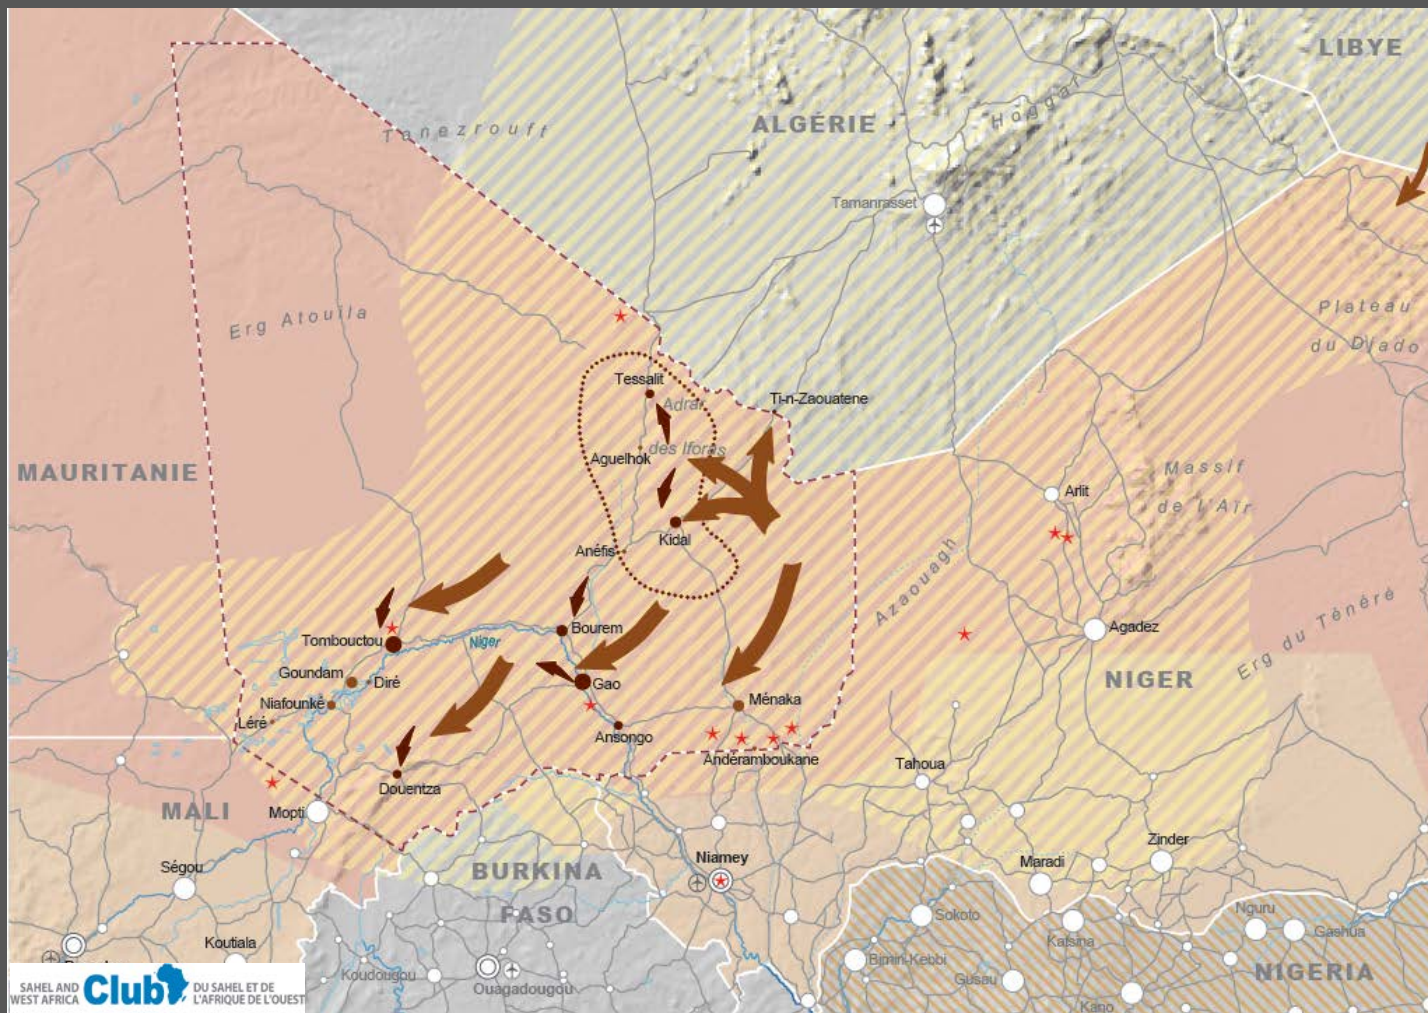 LIBYE
ALGÉRIE
Hoggar
Tanezrouft
Tamanrasset
Erg Atouila
Plateau
du Djado
Tessalit
Adrar
des Iforas
Ti-n-Zaouatene
Aguelhok
MAURITANIE
Massif
de l'Aïr
Arlit
Kidal
Anéfis
Azaouagh
Erg du Ténéré
Tombouctou
Niger
Bourem
Agadez
Goundam
Diré
Gao
NIGER
Niafounké
Ménaka
Léré
Ansongo
Andéramboukane
Tahoua
Douentza
MALI
Mopti
Zinder
Niamey
Maradi
Ségou
BURKINA
FASO
Sokoto
Katsina
Nguru
Gashua
Koutiala
Birnin-Kebbi
Gusau
NIGERIA
Koudougou
Ouagadougou
Kano
SAHEL AND
WEST AFRICA
Club
DU SAHEL ET DE
L'AFRIQUE DE L'OUEST